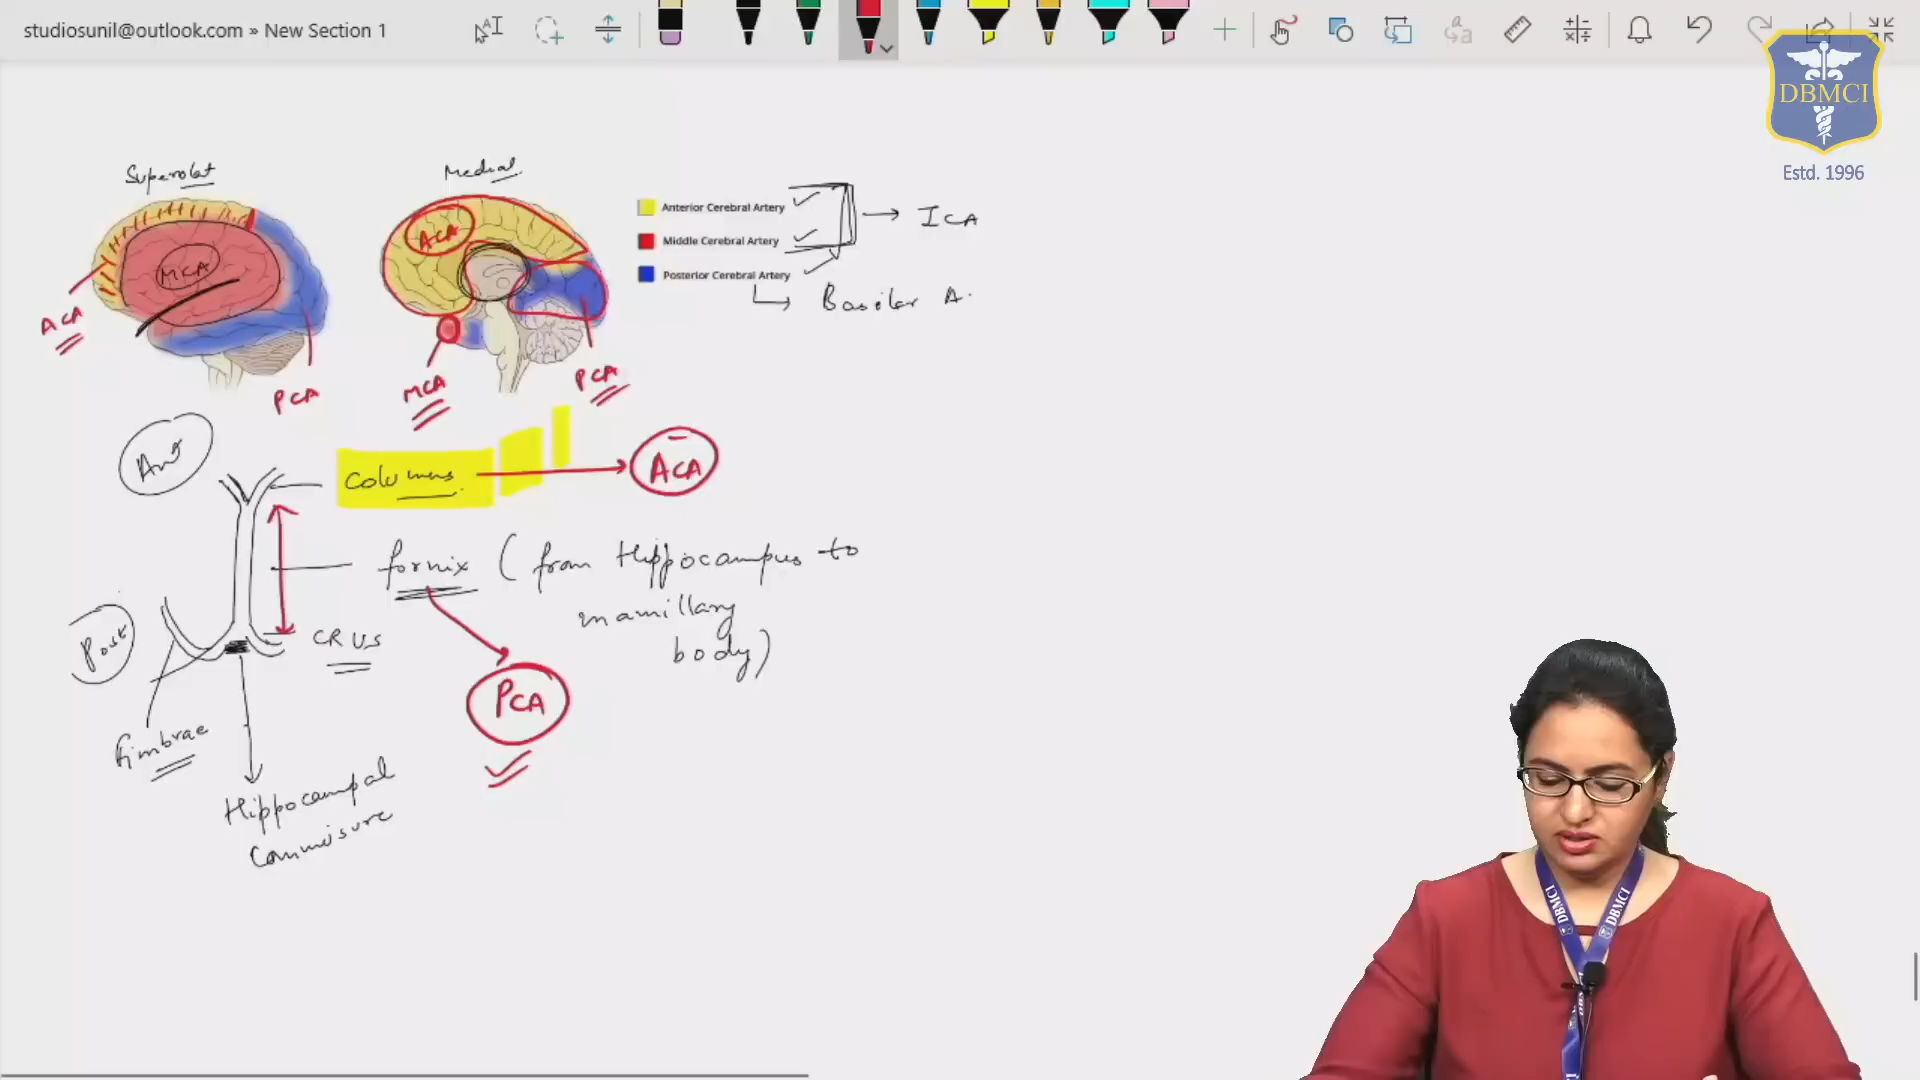 studiosunil@outlook.com » New Section 1
DBMCI
Estd. 1996
Superolat
Medial
Anterior Cerebral Artery
Middle Cerebral Artery
Posterior Cerebral Artery
ICA
Basilar A.
ACA
MCA
ACA
PCA
MCA
PCA
Ant
Columns
ACA
fornix (from Hippocampus to
mamillary
body)
Post
CRUS
PCA
fimbrae
Hippocampal
Commisure
DBMCI
DBMCI